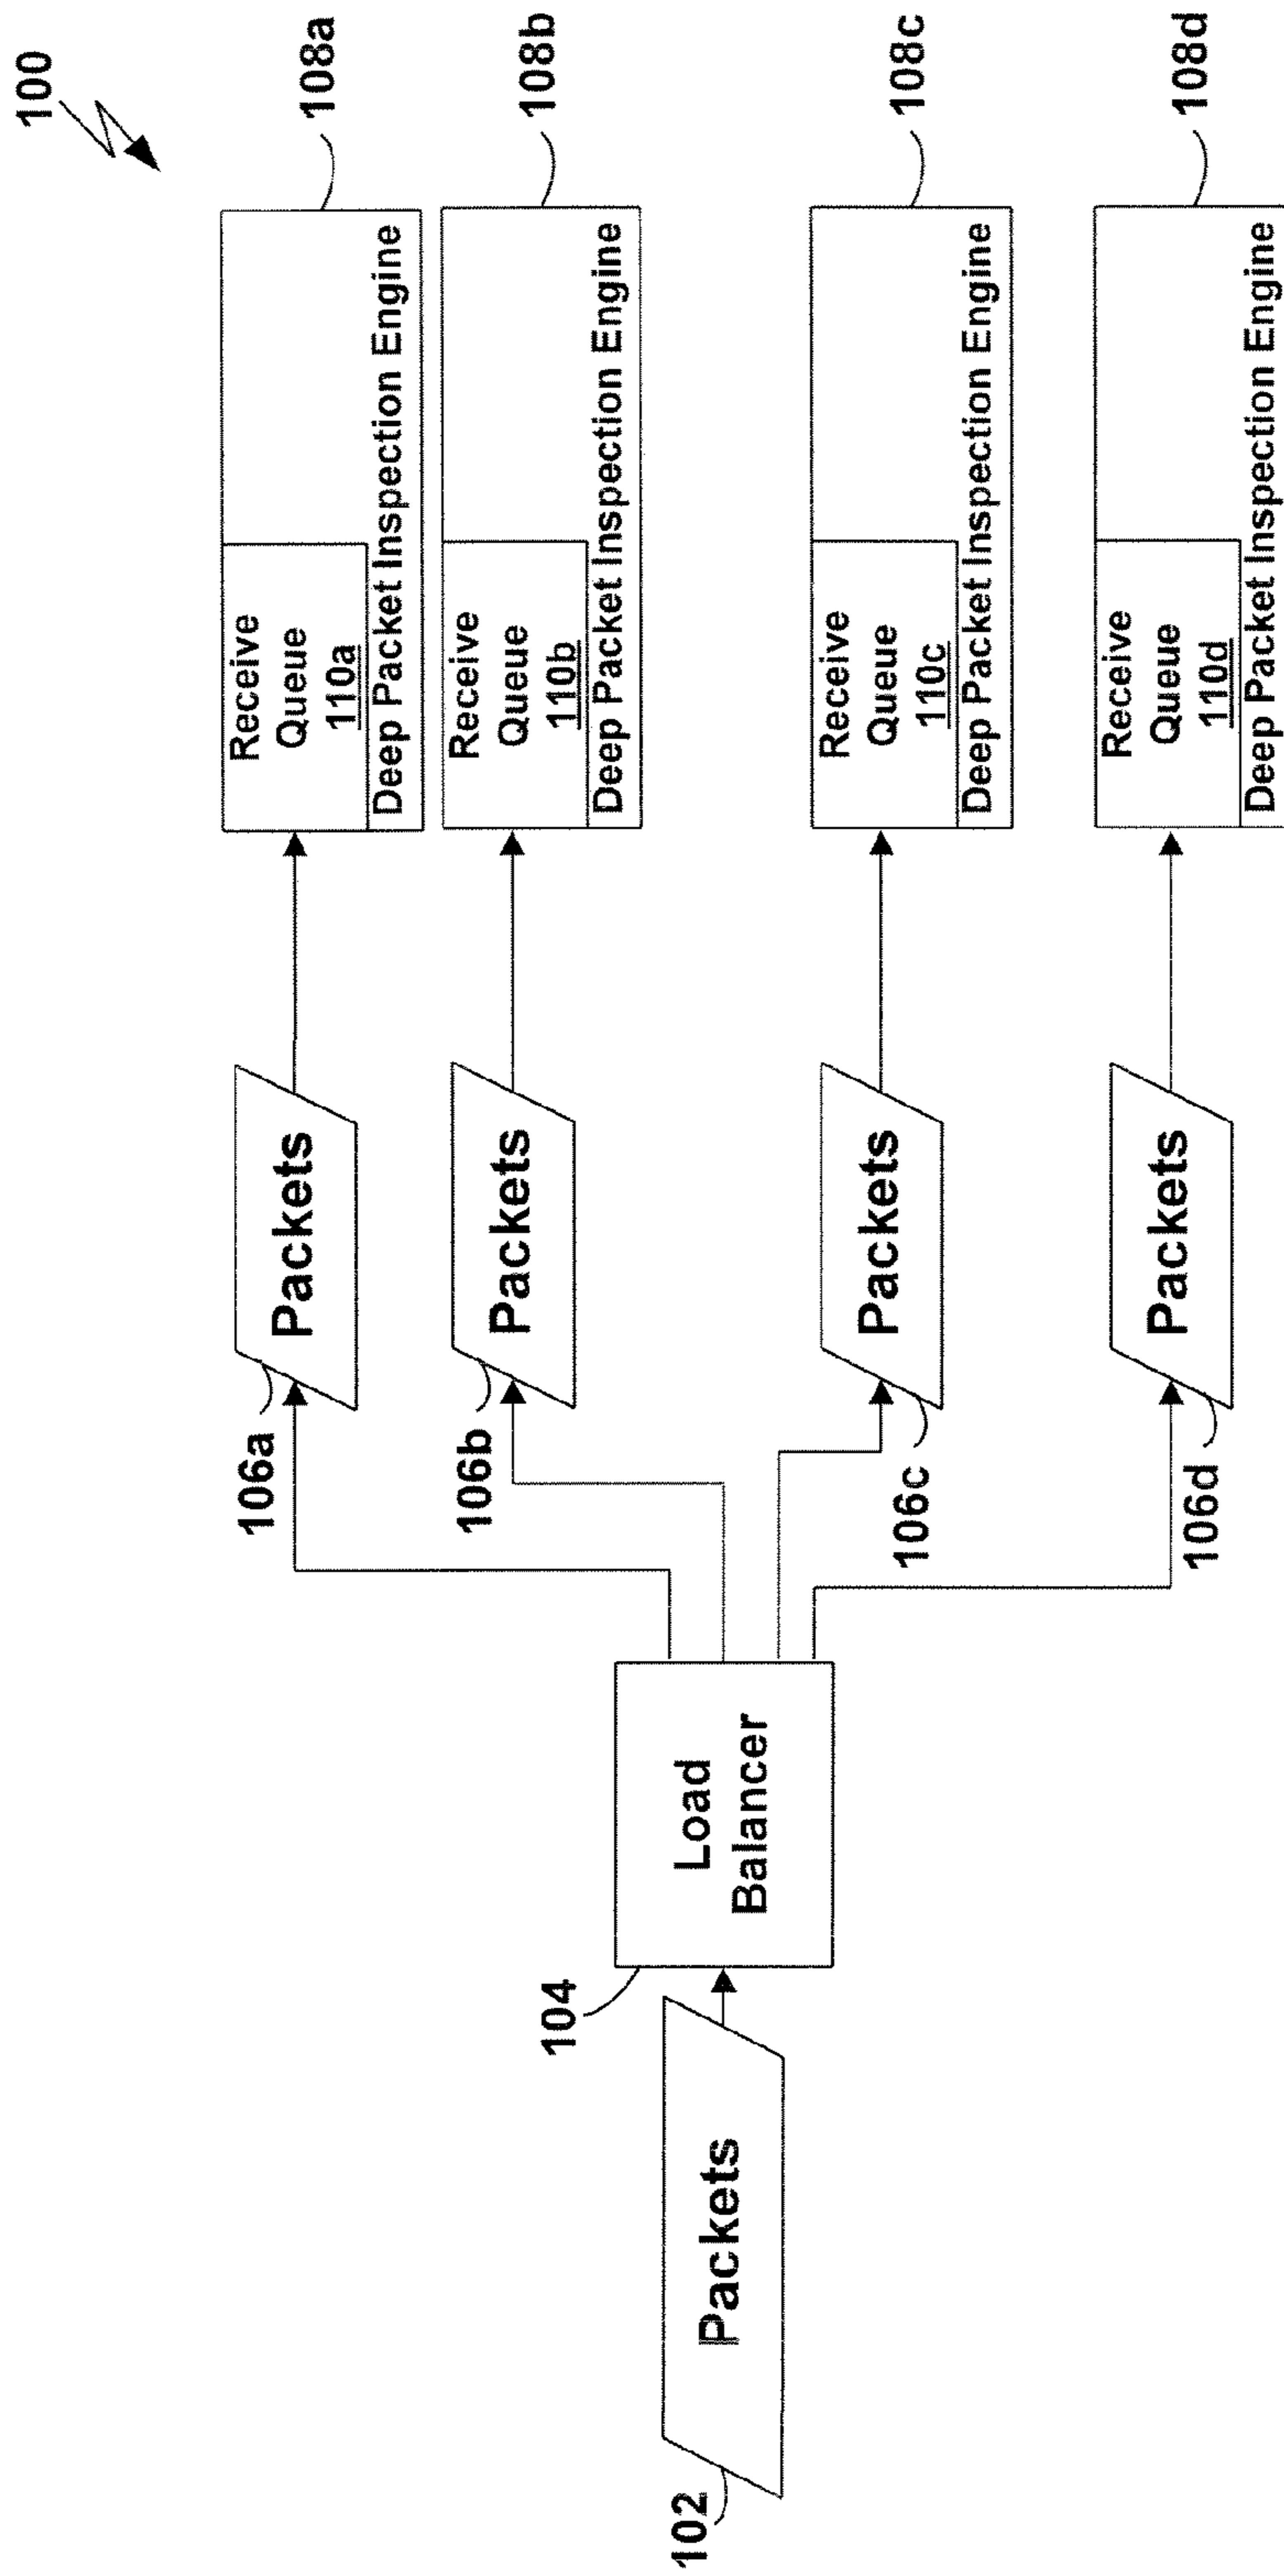 100
108a
Receive
Queue
110a
Deep Packet Inspection Engine
Packets
106a
108b
Receive
Queue
110b
Deep Packet Inspection Engine
Packets
106b
104
Load
Balancer
Packets
102
108c
Receive
Queue
110c
Deep Packet Inspection Engine
Packets
106c
108d
Receive
Queue
110d
Deep Packet Inspection Engine
Packets
106d